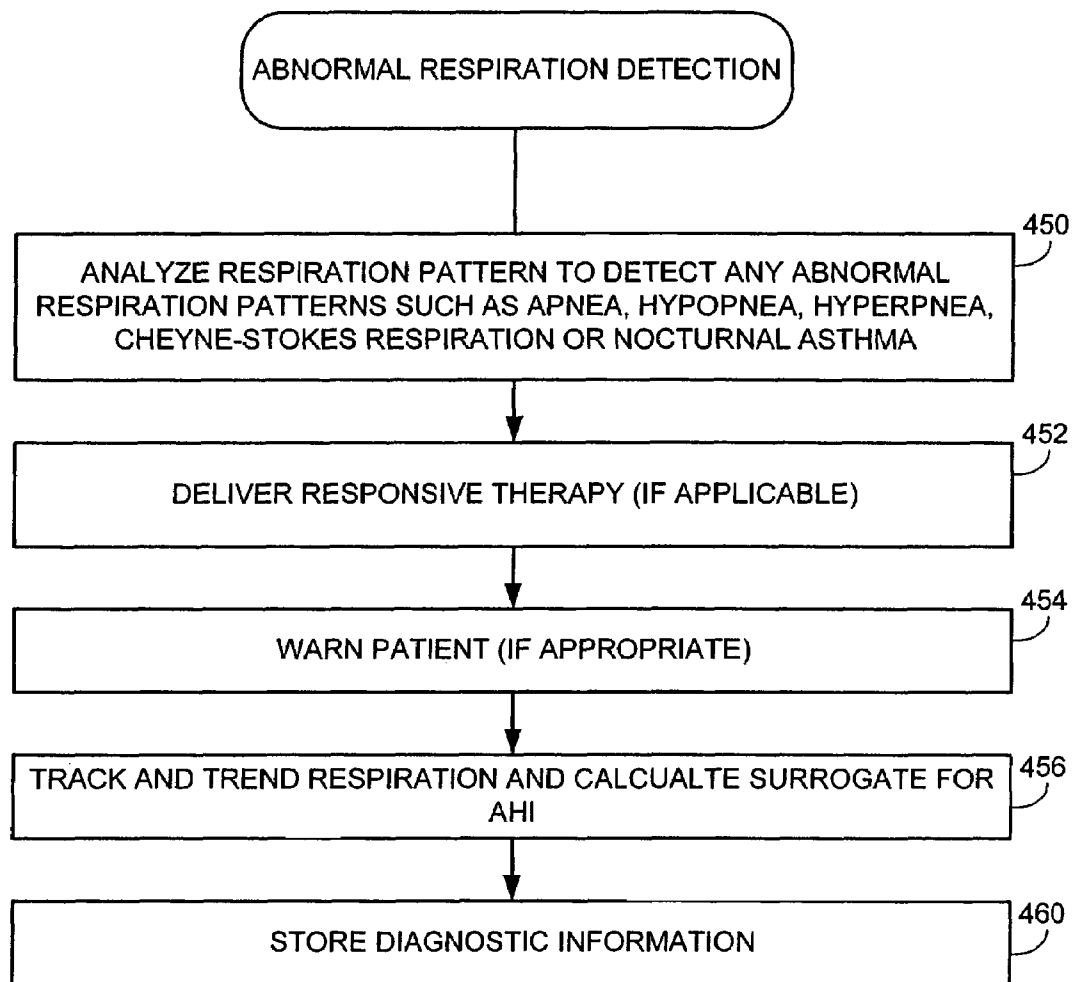 ABNORMAL RESPIRATION DETECTION
450
ANALYZE RESPIRATION PATTERN TO DETECT ANY ABNORMAL
RESPIRATION PATTERNS SUCH AS APNEA, HYPOPNEA, HYPERPNEA,
CHEYNE-STOKES RESPIRATION OR NOCTURNAL ASTHMA
452
DELIVER RESPONSIVE THERAPY (IF APPLICABLE)
454
WARN PATIENT (IF APPROPRIATE)
456
TRACK AND TREND RESPIRATION AND CALCUALTE SURROGATE FOR
AHI
460
STORE DIAGNOSTIC INFORMATION